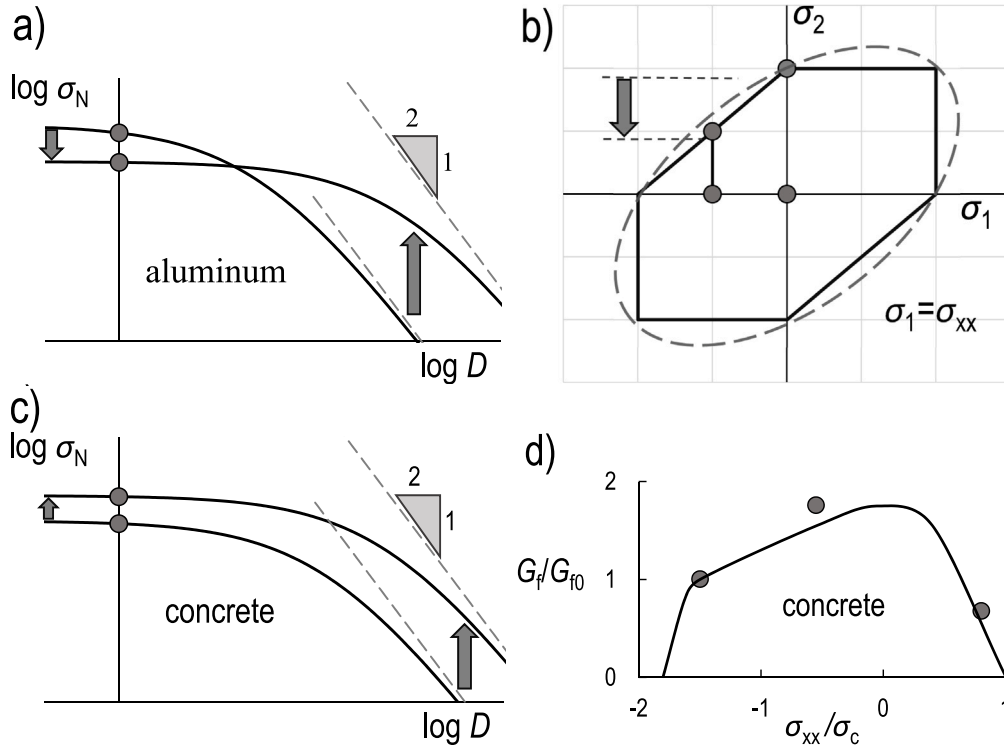 a)
log σN
2
1
aluminum
log D
b)
σ2
σ1
σ1=σxx
c)
log σN
2
1
concrete
log D
d)
2
Gf/Gf0
1
concrete
0
-2
-1
0
1
σxx/σc